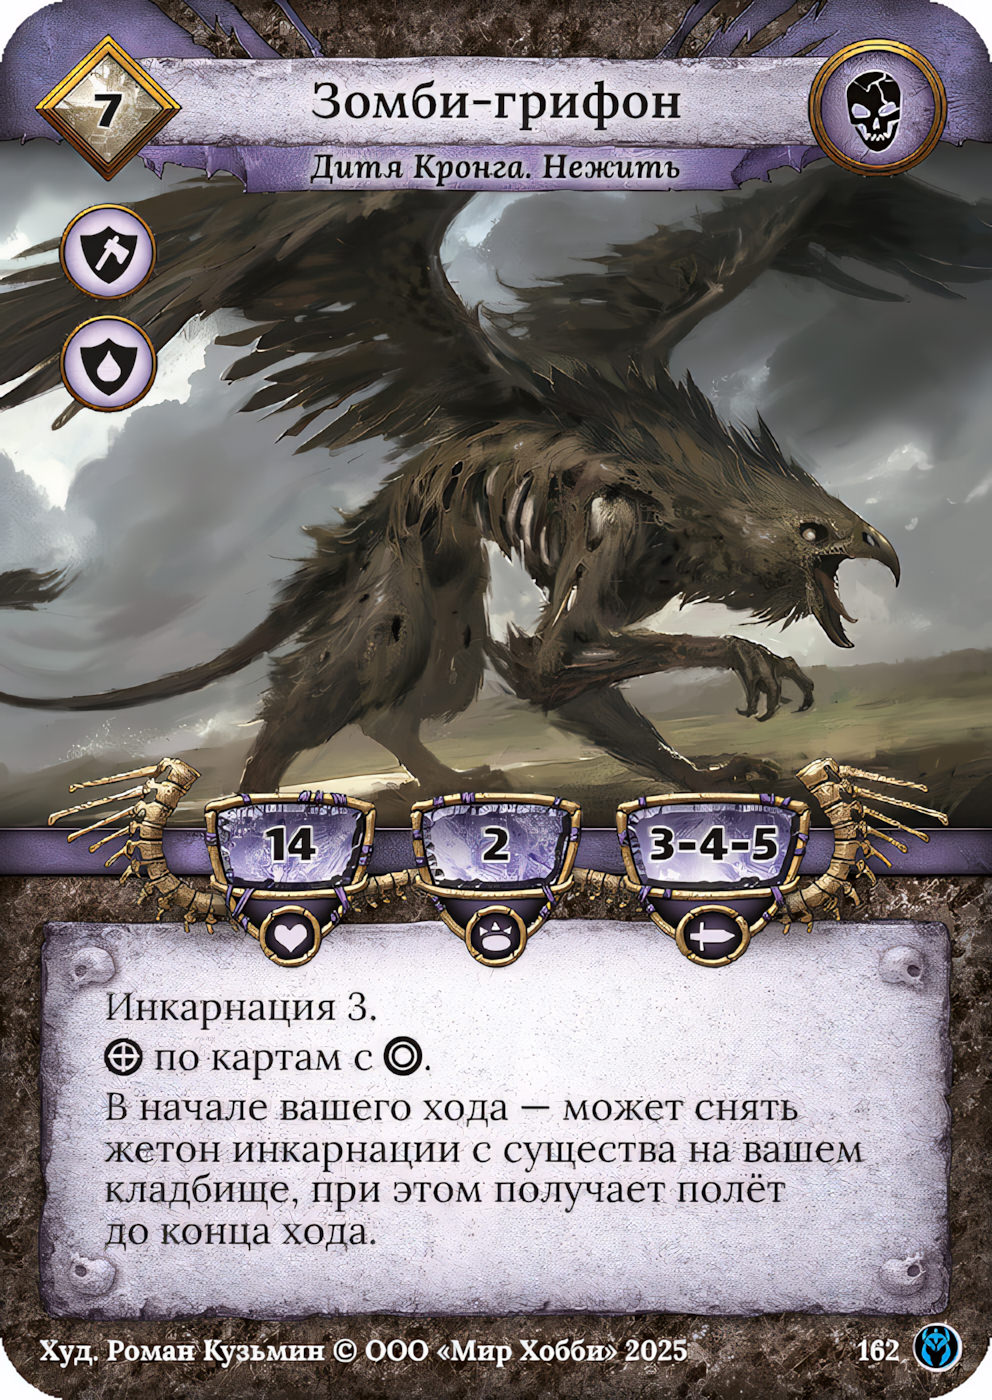 7
Зомби-грифон
Дитя Кронга. Нежить
14
2
3-4-5
Инкарнация 3.
по картам с .
В начале вашего хода — может снять
жетон инкарнации с существа на вашем
кладбище, при этом получает полёт
до конца хода.
Худ. Роман Кузьмин © ООО «Мир Хобби» 2025
162